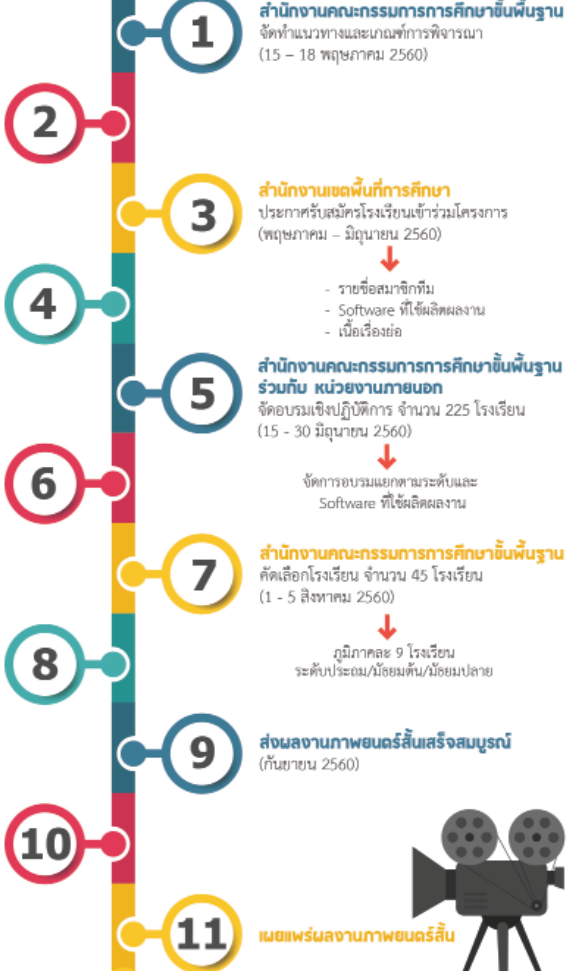 1
สำนักงานคณะกรรมการการศึกษาขั้นพื้นฐาน
จัดทำแนวทางและเกณฑ์การพิจารณา
(15 – 18 พฤษภาคม 2560)
2
3
สำนักงานเขตพื้นที่การศึกษา
ประกาศรับสมัครโรงเรียนเข้าร่วมโครงการ
(พฤษภาคม – มิถุนายน 2560)
- รายชื่อสมาชิกทีม
- Software ที่ใช้ผลิตผลงาน
- เนื้อเรื่องย่อ
4
5
สำนักงานคณะกรรมการการศึกษาขั้นพื้นฐาน
ร่วมกับ หน่วยงานภายนอก
จัดอบรมเชิงปฏิบัติการ จำนวน 225 โรงเรียน
(15 - 30 มิถุนายน 2560)
6
จัดการอบรมแยกตามระดับและ
Software ที่ใช้ผลิตผลงาน
7
สำนักงานคณะกรรมการการศึกษาขั้นพื้นฐาน
คัดเลือกโรงเรียน จำนวน 45 โรงเรียน
(1 - 5 สิงหาคม 2560)
8
ภูมิภาคละ 9 โรงเรียน
ระดับประถม/มัธยมต้น/มัธยมปลาย
9
ส่งผลงานภาพยนตร์สั้นเสร็จสมบูรณ์
(กันยายน 2560)
10
11
เผยแพร่ผลงานภาพยนตร์สั้น